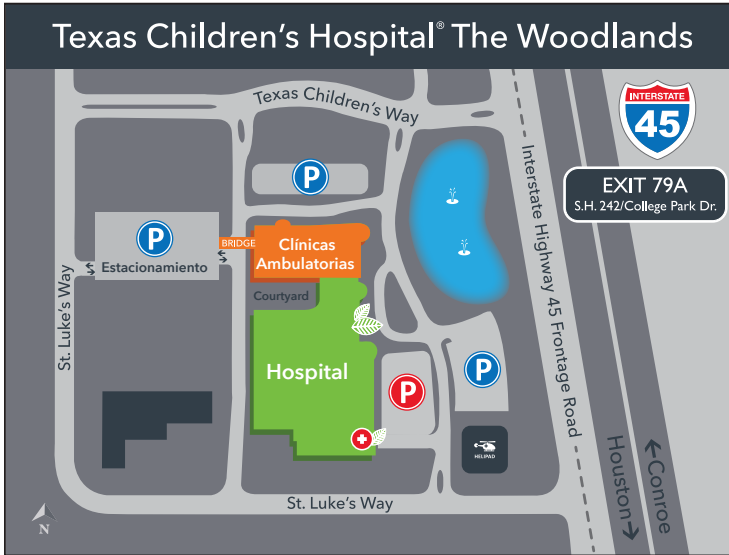 Texas Children's Hospital® The Woodlands
Texas Children's Way
INTERSTATE
45
EXIT 79A
S.H. 242/College Park Dr.
P
P
Estacionamiento
BRIDGE
Clínicas
Ambulatorias
Courtyard
Hospital
P
P
HELIPAD
St. Luke's Way
St. Luke's Way
Interstate Highway 45 Frontage Road
Houston→
←Conroe
N